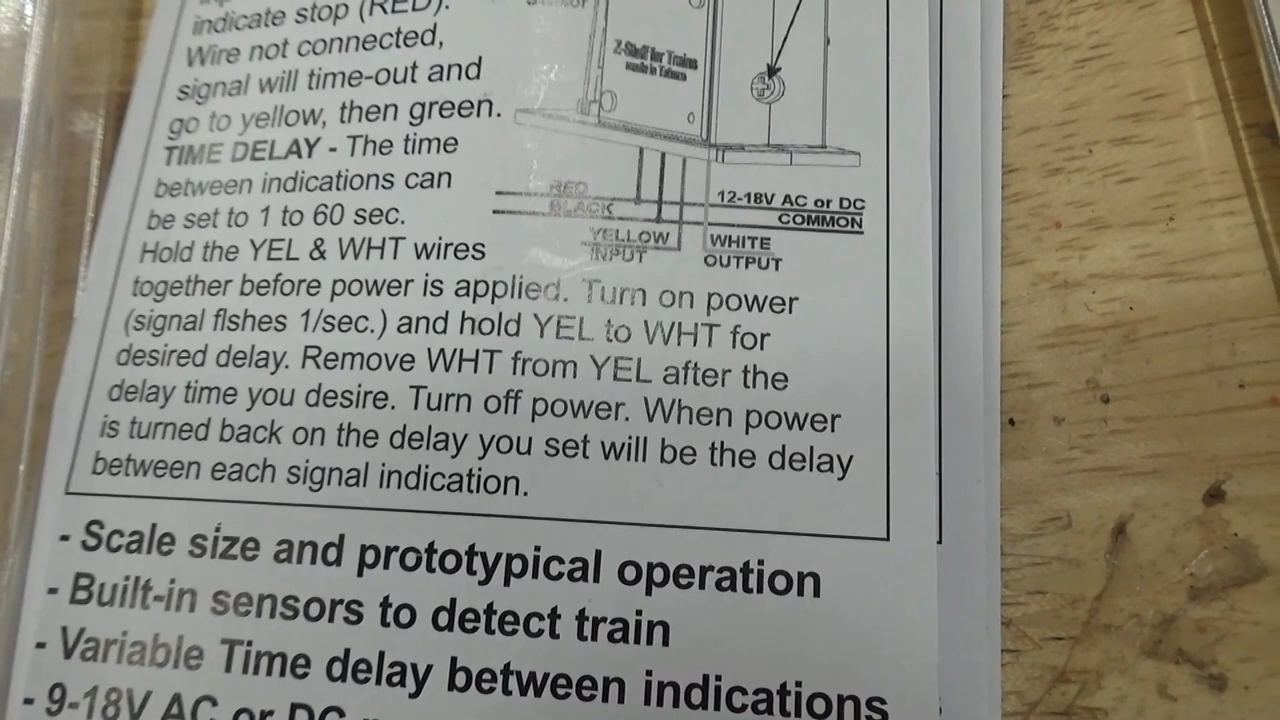 indicate stop (RED).
Wire not connected,
signal will time-out and
go to yellow, then green.
TIME DELAY - The time
between indications can
be set to 1 to 60 sec.
Hold the YEL & WHT wires
together before power is applied. Turn on power
(signal flshes 1/sec.) and hold YEL to WHT for
desired delay. Remove WHT from YEL after the
delay time you desire. Turn off power. When power
is turned back on the delay you set will be the delay
between each signal indication.
Z-Stuff for Trains
RED
BLACK
12-18V AC or DC
COMMON
YELLOW
INPUT
WHITE
OUTPUT
- Scale size and prototypical operation
- Built-in sensors to detect train
- Variable Time delay between indications
- 9-18V AC or DC